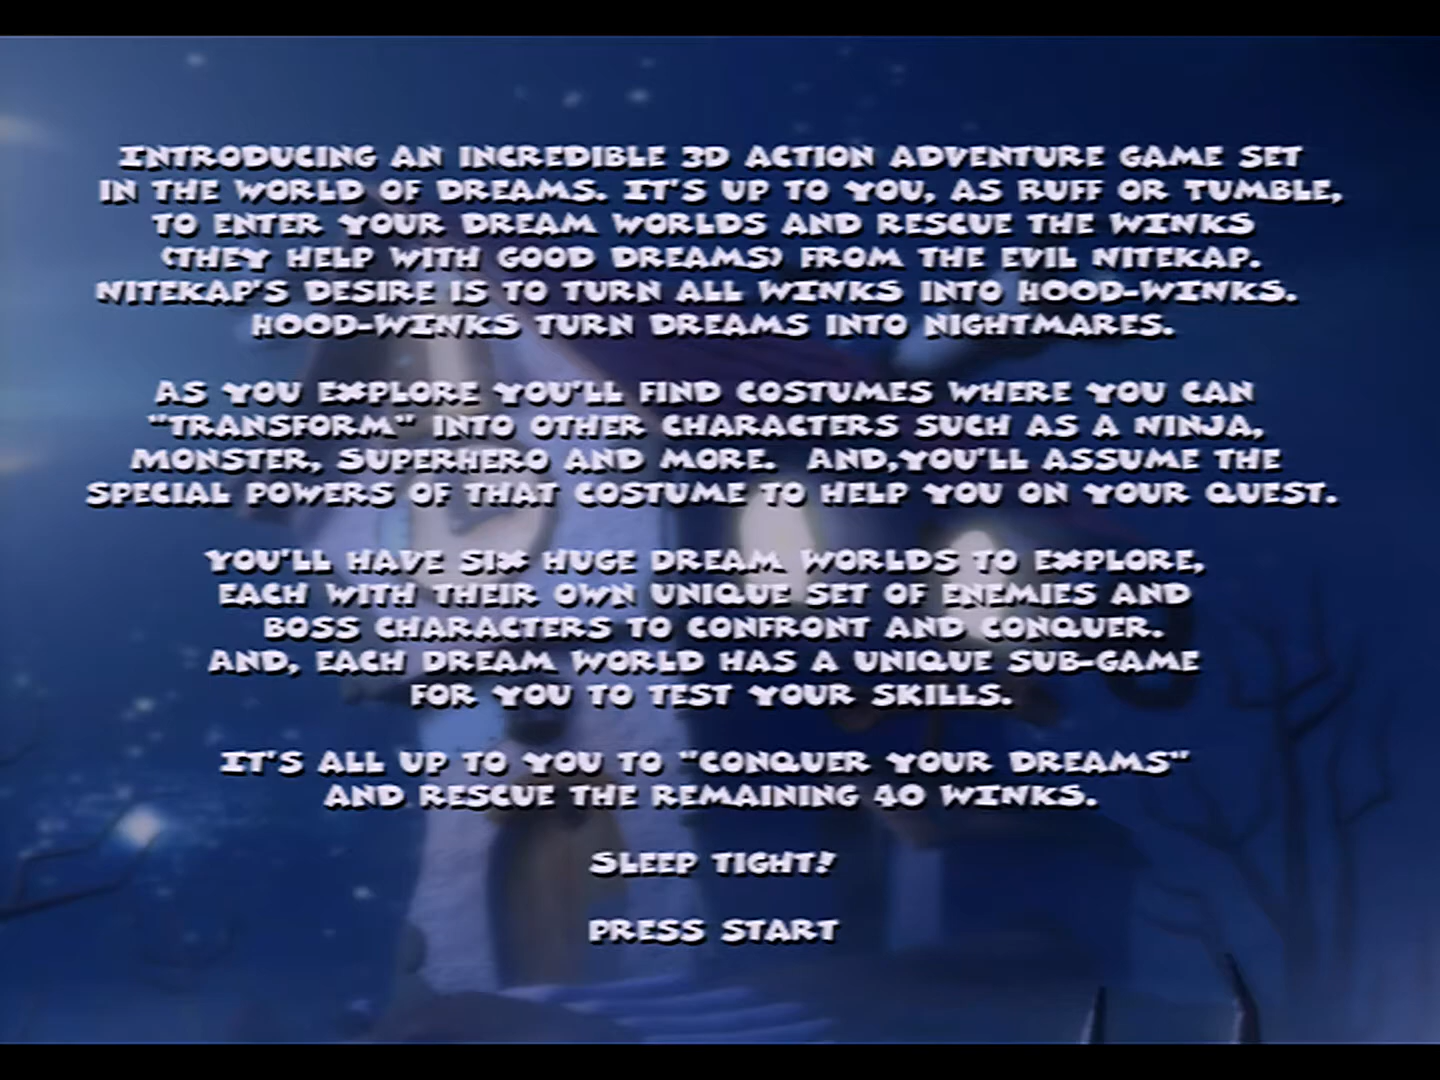 INTRODUCING AN INCREDIBLE 3D ACTION ADVENTURE GAME SET
IN THE WORLD OF DREAMS. IT'S UP TO YOU, AS RUFF OR TUMBLE,
TO ENTER YOUR DREAM WORLDS AND RESCUE THE WINKS
(THEY HELP WITH GOOD DREAMS) FROM THE EVIL NITEKAP.
NITEKAP'S DESIRE IS TO TURN ALL WINKS INTO HOOD-WINKS.
HOOD-WINKS TURN DREAMS INTO NIGHTMARES.
AS YOU EXPLORE YOU'LL FIND COSTUMES WHERE YOU CAN
"TRANSFORM" INTO OTHER CHARACTERS SUCH AS A NINJA,
MONSTER, SUPERHERO AND MORE. AND,YOU'LL ASSUME THE
SPECIAL POWERS OF THAT COSTUME TO HELP YOU ON YOUR QUEST.
YOU'LL HAVE SIX HUGE DREAM WORLDS TO EXPLORE,
EACH WITH THEIR OWN UNIQUE SET OF ENEMIES AND
BOSS CHARACTERS TO CONFRONT AND CONQUER.
AND, EACH DREAM WORLD HAS A UNIQUE SUB-GAME
FOR YOU TO TEST YOUR SKILLS.
IT'S ALL UP TO YOU TO "CONQUER YOUR DREAMS"
AND RESCUE THE REMAINING 40 WINKS.
SLEEP TIGHT!
PRESS START